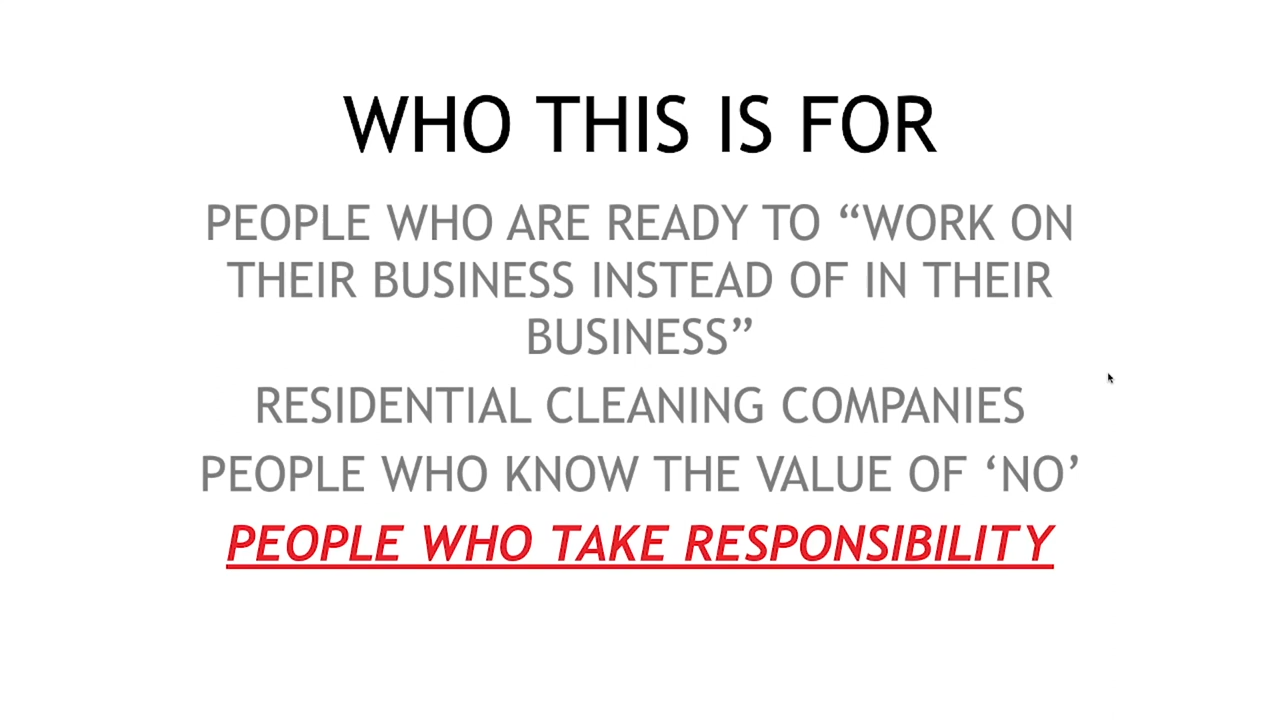 WHO THIS IS FOR
PEOPLE WHO ARE READY TO “WORK ON
THEIR BUSINESS INSTEAD OF IN THEIR
BUSINESS”
RESIDENTIAL CLEANING COMPANIES
PEOPLE WHO KNOW THE VALUE OF ‘NO’
PEOPLE WHO TAKE RESPONSIBILITY